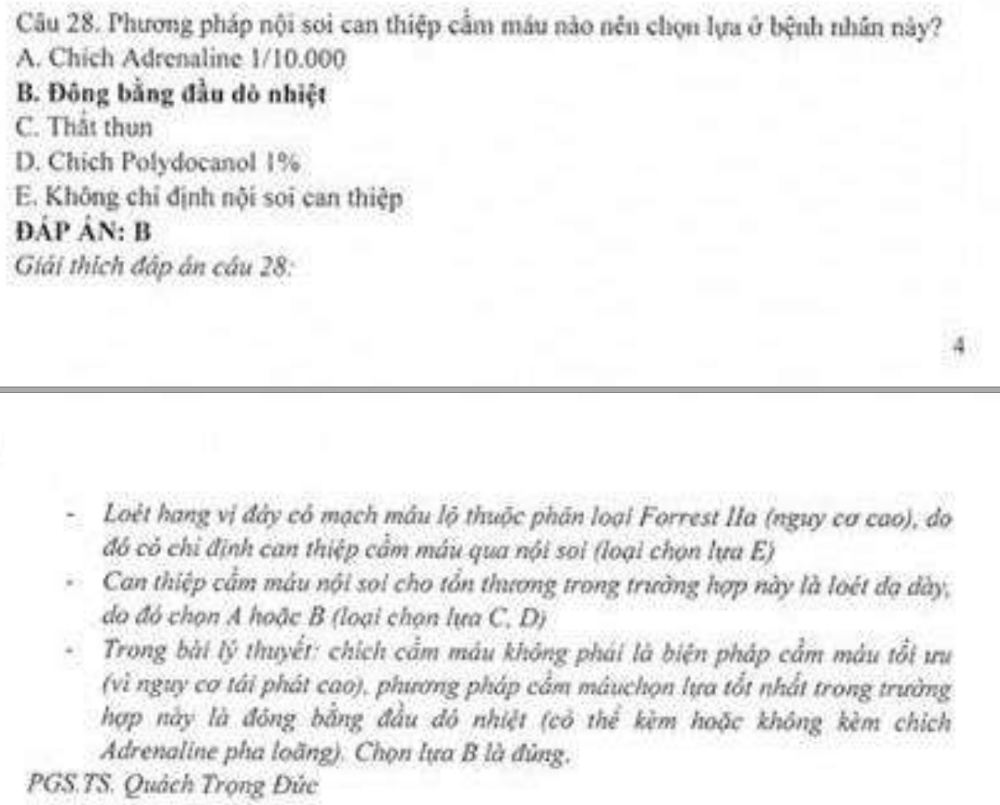 Câu 28. Phương pháp nội soi can thiệp cầm máu nào nên chọn lựa ở bệnh nhân này?
A. Chích Adrenaline 1/10.000
B. Đông bằng đầu dò nhiệt
C. Thắt thun
D. Chích Polydocanol 1%
E. Không chỉ định nội soi can thiệp
ĐÁP ÁN: B
Giải thích đáp án câu 28:
4
- Loét hang vị đáy có mạch máu lộ thuộc phân loại Forrest IIa (nguy cơ cao), do
đó có chỉ định can thiệp cầm máu qua nội soi (loại chọn lựa E)
- Can thiệp cầm máu nội soi cho tổn thương trong trường hợp này là loét dạ dày,
do đó chọn A hoặc B (loại chọn lựa C, D)
- Trong bài lý thuyết: chích cầm máu không phải là biện pháp cầm máu tối ưu
(vì nguy cơ tái phát cao), phương pháp cầm máuchọn lựa tốt nhất trong trường
hợp này là đông bằng đầu dò nhiệt (có thể kèm hoặc không kèm chích
Adrenaline pha loãng). Chọn lựa B là đúng.
PGS.TS. Quách Trọng Đức